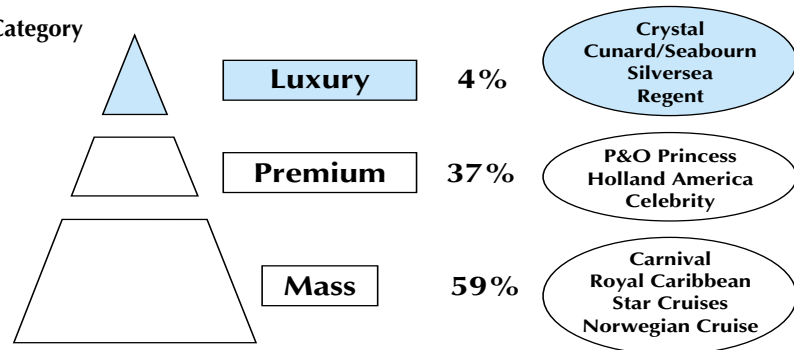 Category
Luxury
4%
Crystal
Cunard/Seabourn
Silversea
Regent
Premium
37%
P&O Princess
Holland America
Celebrity
Mass
59%
Carnival
Royal Caribbean
Star Cruises
Norwegian Cruise